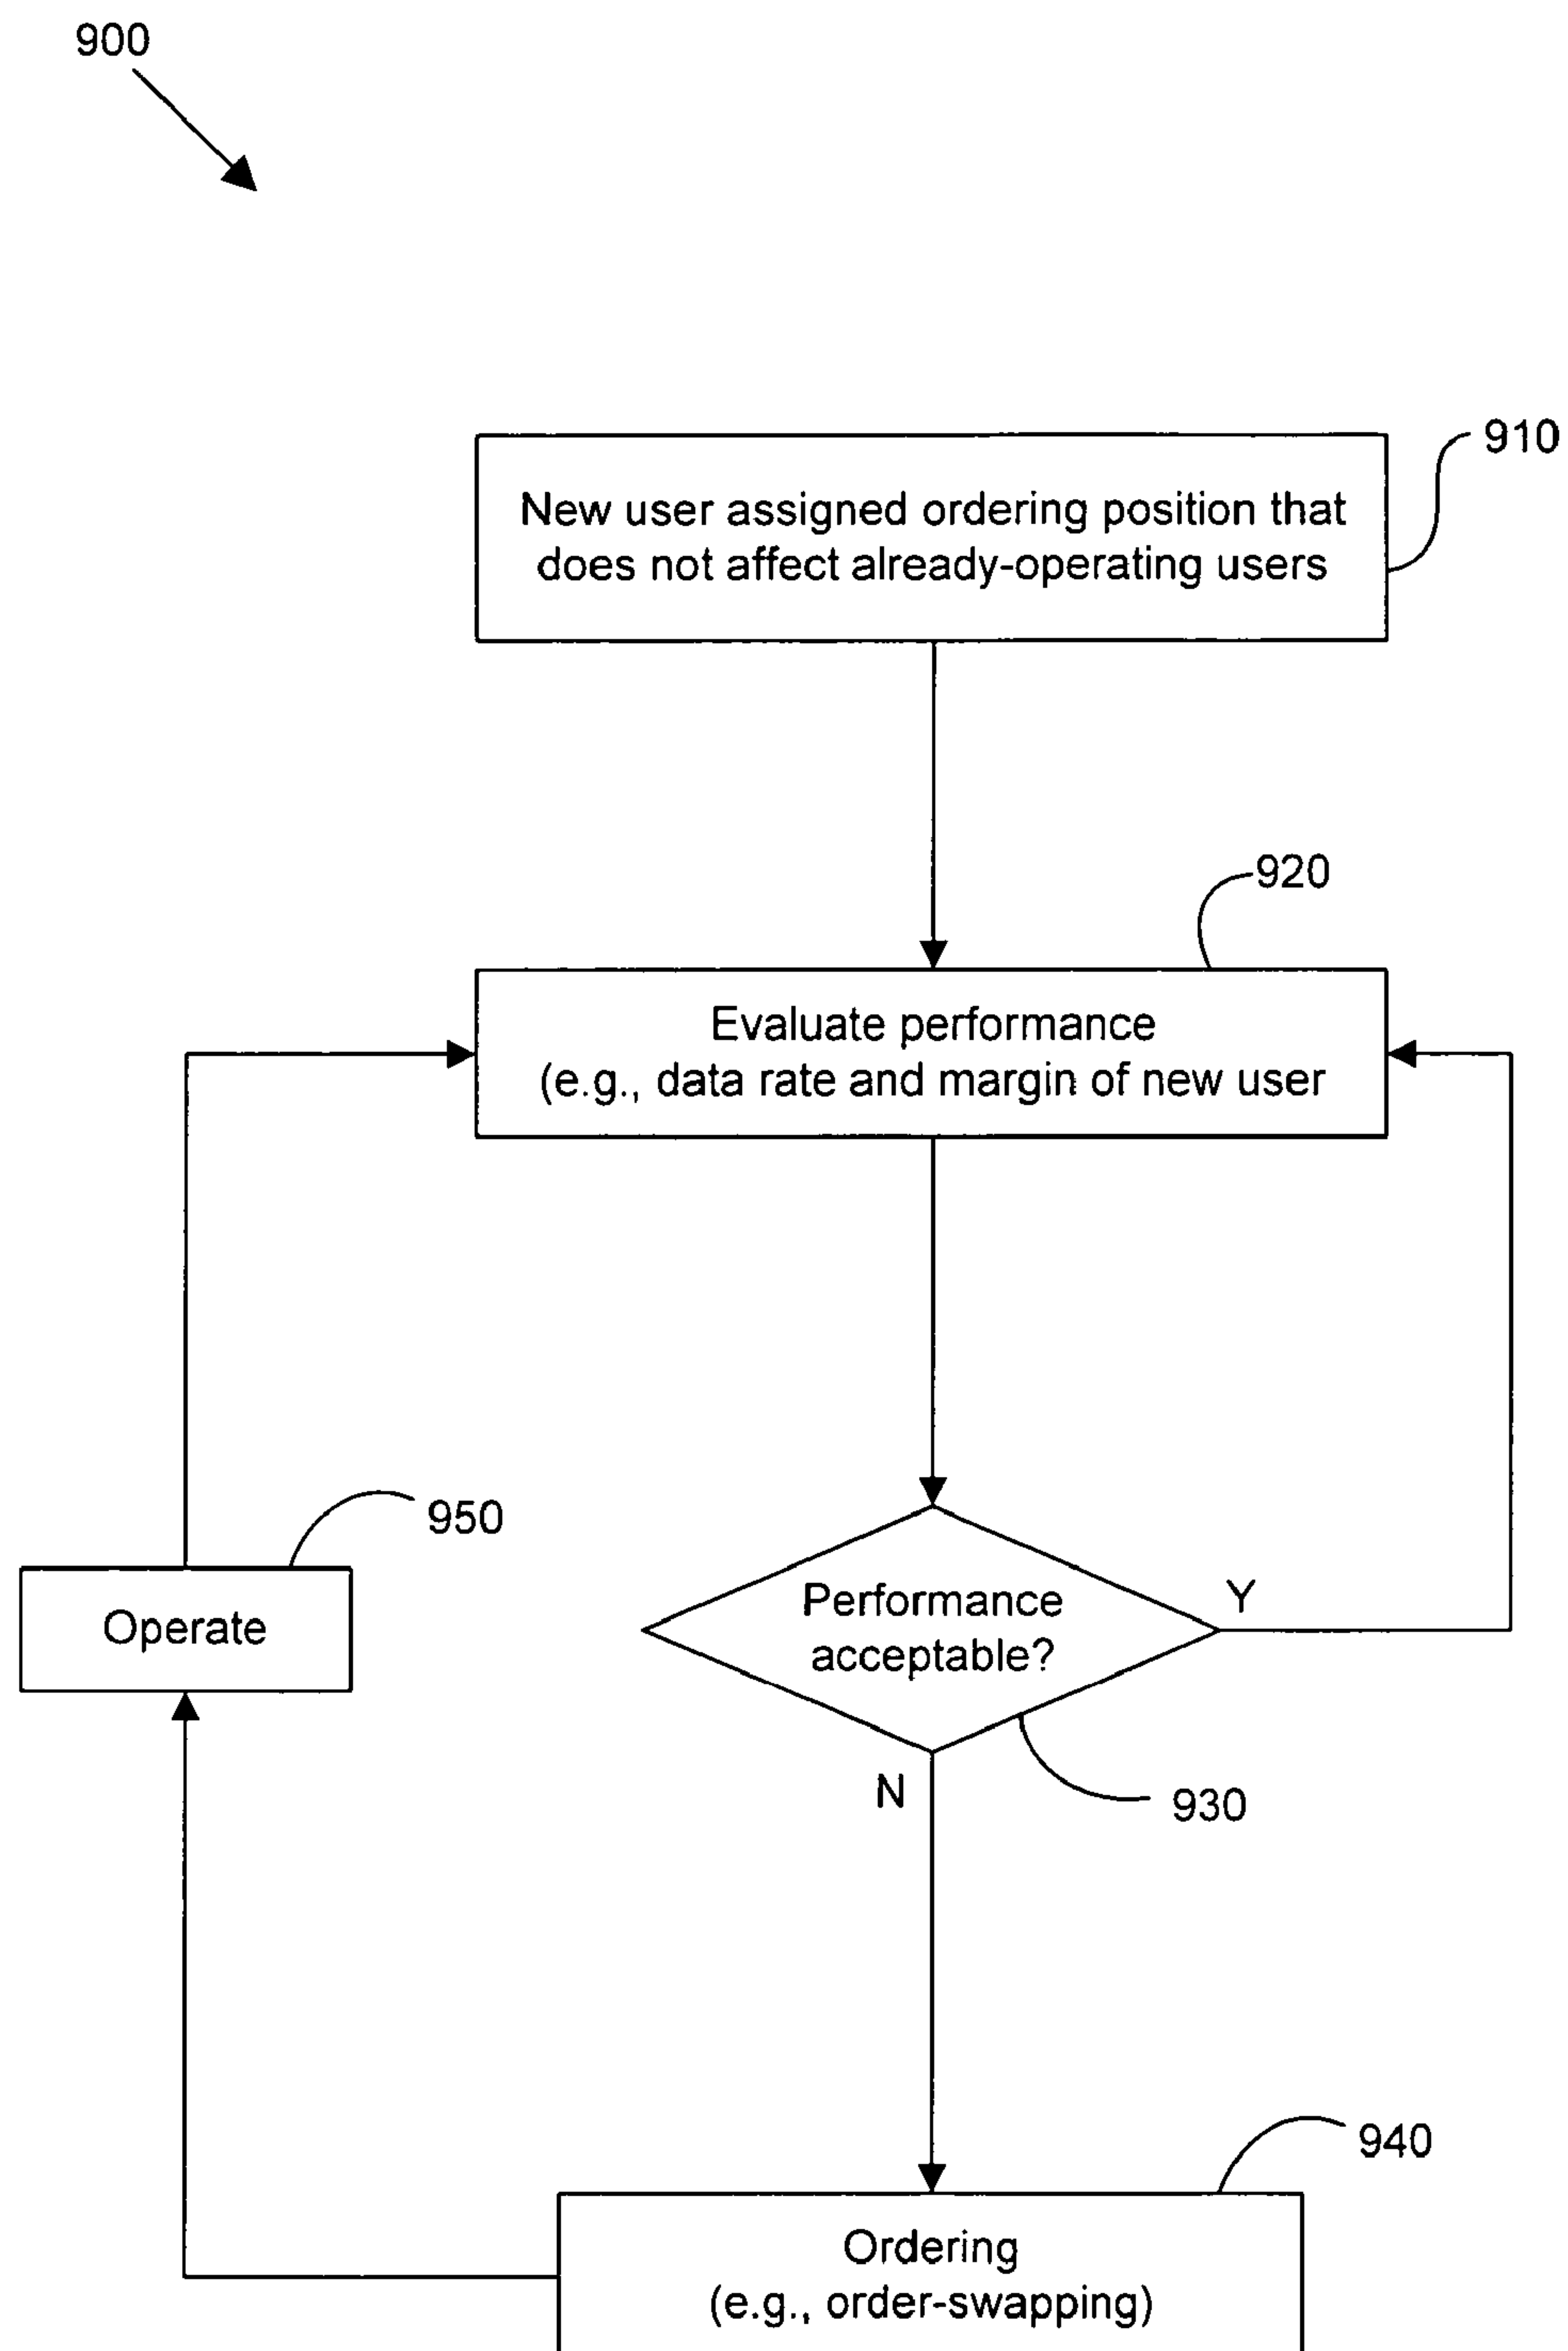 900
910
New user assigned ordering position that
does not affect already-operating users
920
Evaluate performance
(e.g., data rate and margin of new user
950
Operate
Performance
acceptable?
Y
N
930
940
Ordering
(e.g., order-swapping)